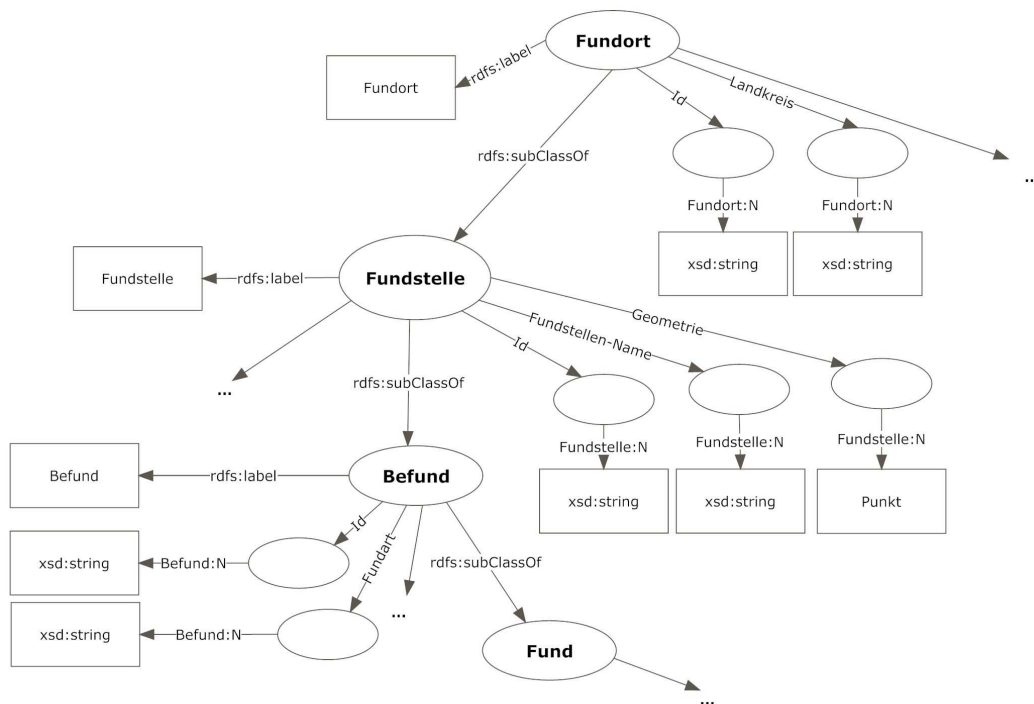 Fundort
rdfs:label
Fundort
Id
Landkreis
rdfs:subClassOf
...
Fundort:N
Fundort:N
xsd:string
xsd:string
Fundstelle
rdfs:label
Fundstelle
Geometrie
Fundstellen-Name
Id
...
rdfs:subClassOf
Fundstelle:N
Fundstelle:N
Fundstelle:N
xsd:string
xsd:string
Punkt
Befund
rdfs:label
Befund
Id
Fundart
rdfs:subClassOf
...
xsd:string
Befund:N
xsd:string
Befund:N
Fund
...